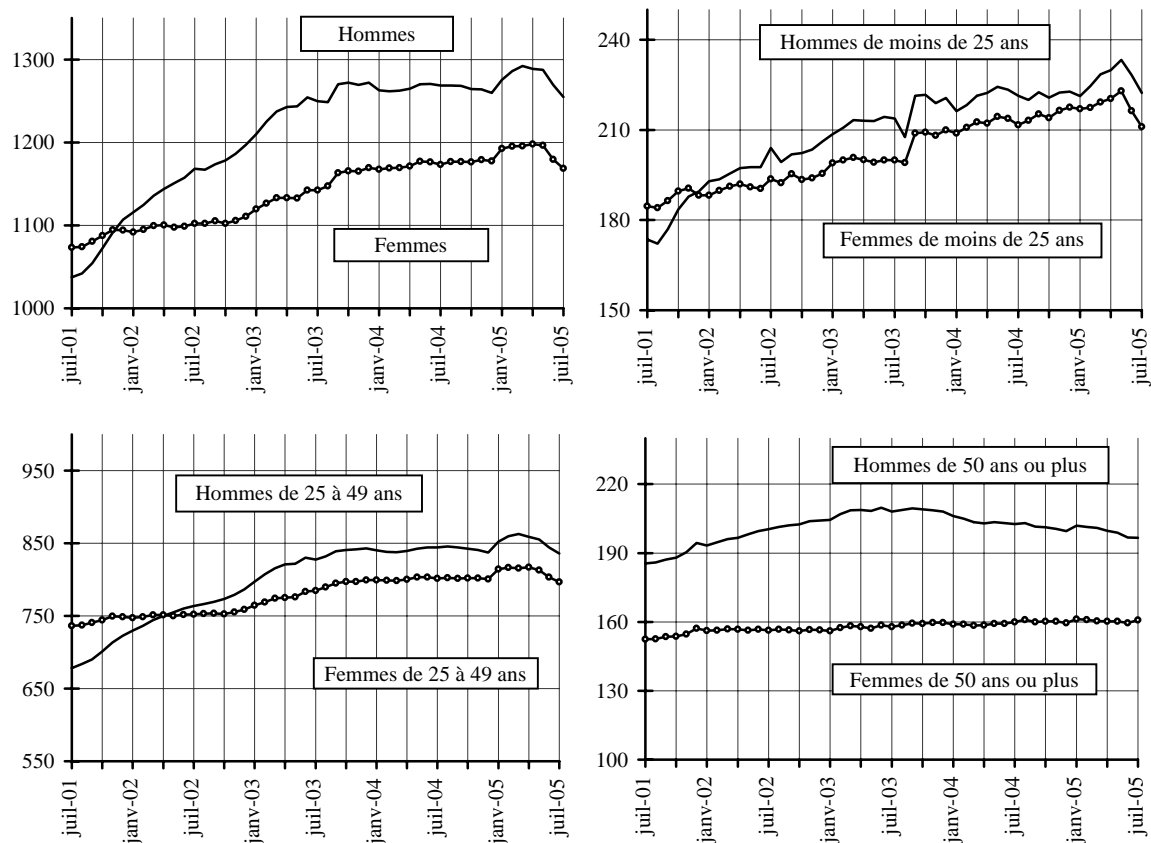 1300
1200
1100
1000
Hommes
Femmes
juil-01
janv-02
juil-02
janv-03
juil-03
janv-04
juil-04
janv-05
juil-05
240
210
180
150
Hommes de moins de 25 ans
Femmes de moins de 25 ans
juil-01
janv-02
juil-02
janv-03
juil-03
janv-04
juil-04
janv-05
juil-05
950
850
750
650
550
Hommes de 25 à 49 ans
Femmes de 25 à 49 ans
juil-01
janv-02
juil-02
janv-03
juil-03
janv-04
juil-04
janv-05
juil-05
220
190
160
130
100
Hommes de 50 ans ou plus
Femmes de 50 ans ou plus
juil-01
janv-02
juil-02
janv-03
juil-03
janv-04
juil-04
janv-05
juil-05